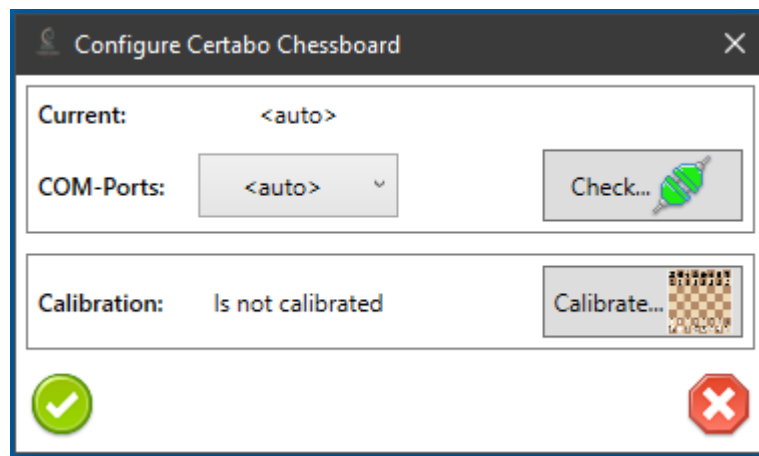 Configure Certabo Chessboard
Current: <auto>
COM-Ports: <auto> Check...
Calibration: Is not calibrated Calibrate...